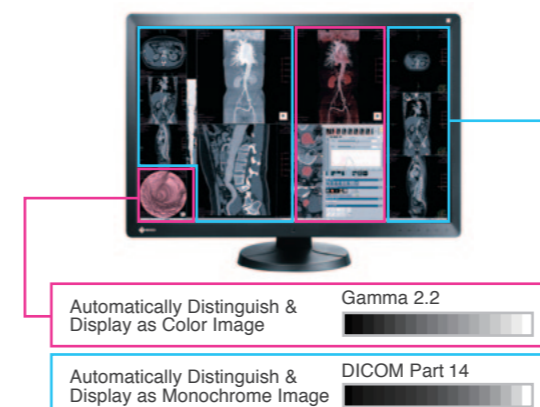 Automatically Distinguish &
Display as Color Image
Gamma 2.2
Automatically Distinguish &
Display as Monochrome Image
DICOM Part 14